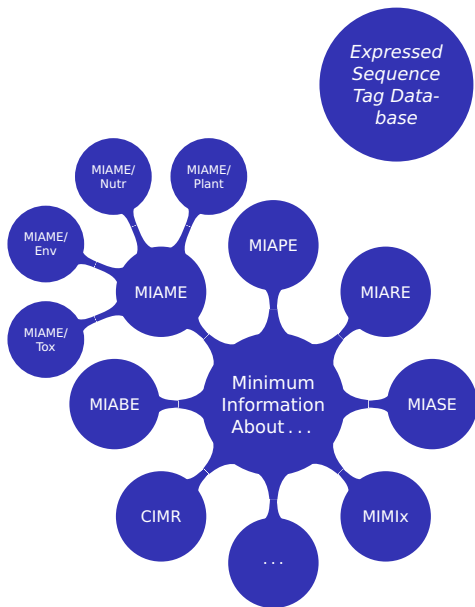 Expressed
Sequence
Tag Data-
base
MIAME/
Nutr
MIAME/
Plant
MIAME/
Env
MIAPE
MIAME
MIARE
MIAME/
Tox
Minimum
Information
About . . .
MIABE
MIASE
CIMR
MIMIx
. . .